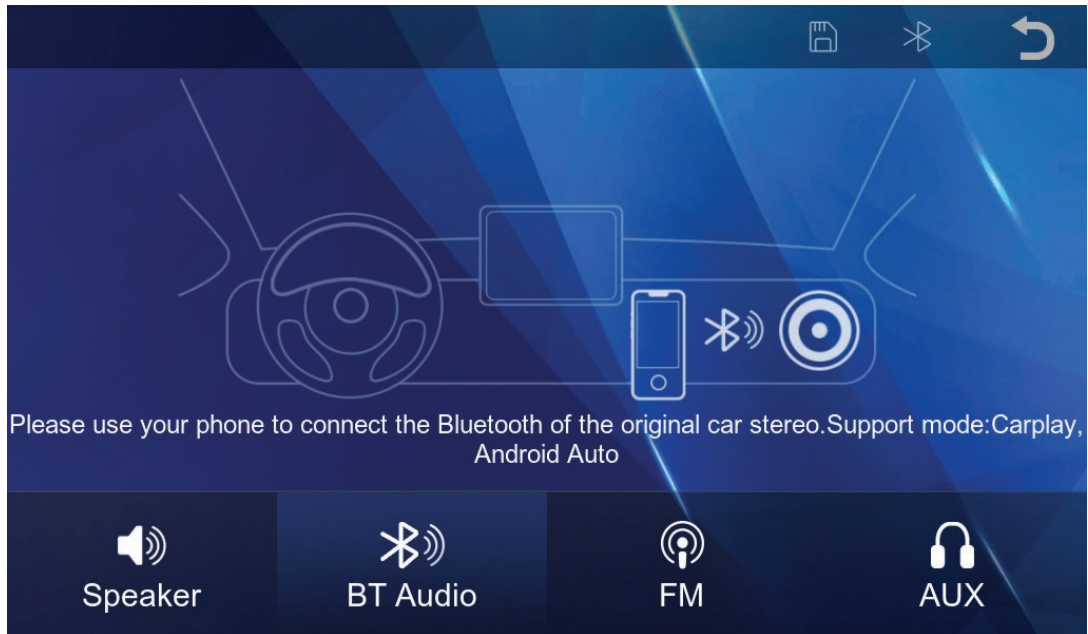 Please use your phone to connect the Bluetooth of the original car stereo.Support mode:Carplay,
Android Auto
Speaker
BT Audio
FM
AUX